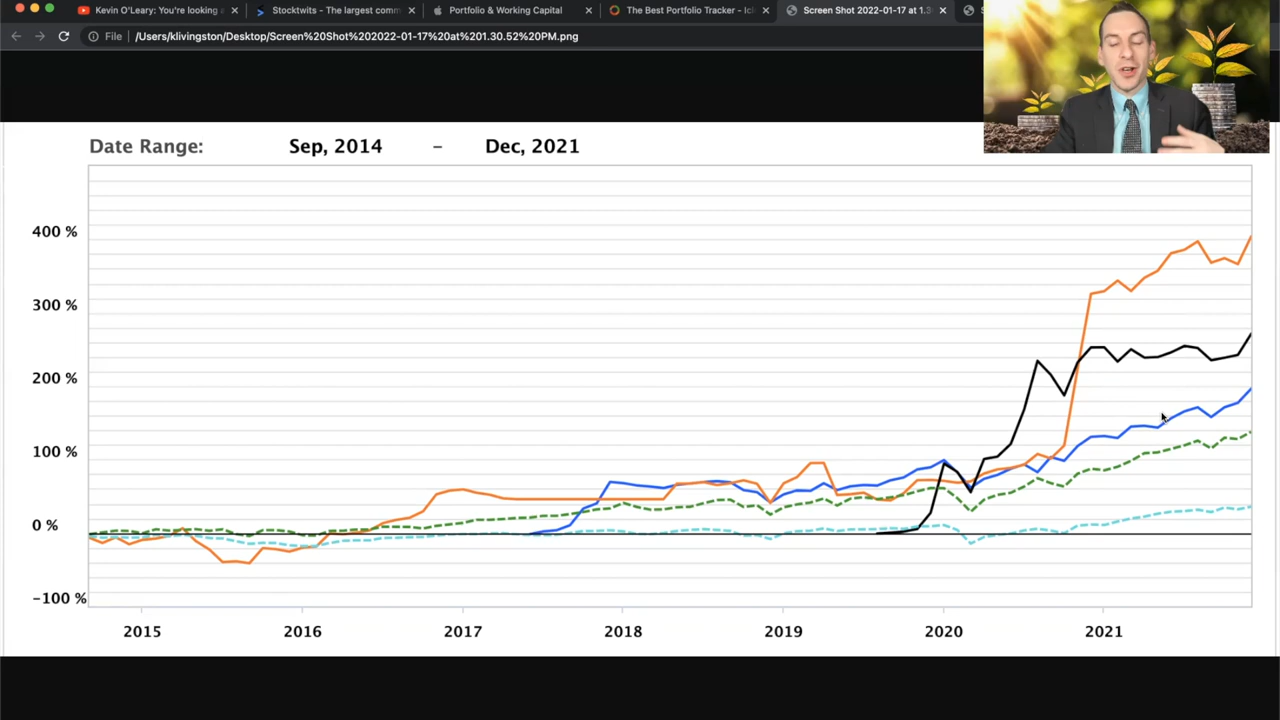 Kevin O'Leary: You're looking
Stocktwits - The largest comm
Portfolio & Working Capital
The Best Portfolio Tracker - Ic
Screen Shot 2022-01-17 at 1.3
File
/Users/klivingston/Desktop/Screen%20Shot%202022-01-17%20at%201.30.52%20PM.png
Date Range: Sep, 2014 – Dec, 2021
400 %
300 %
200 %
100 %
0 %
−100 %
2015 2016 2017 2018 2019 2020 2021